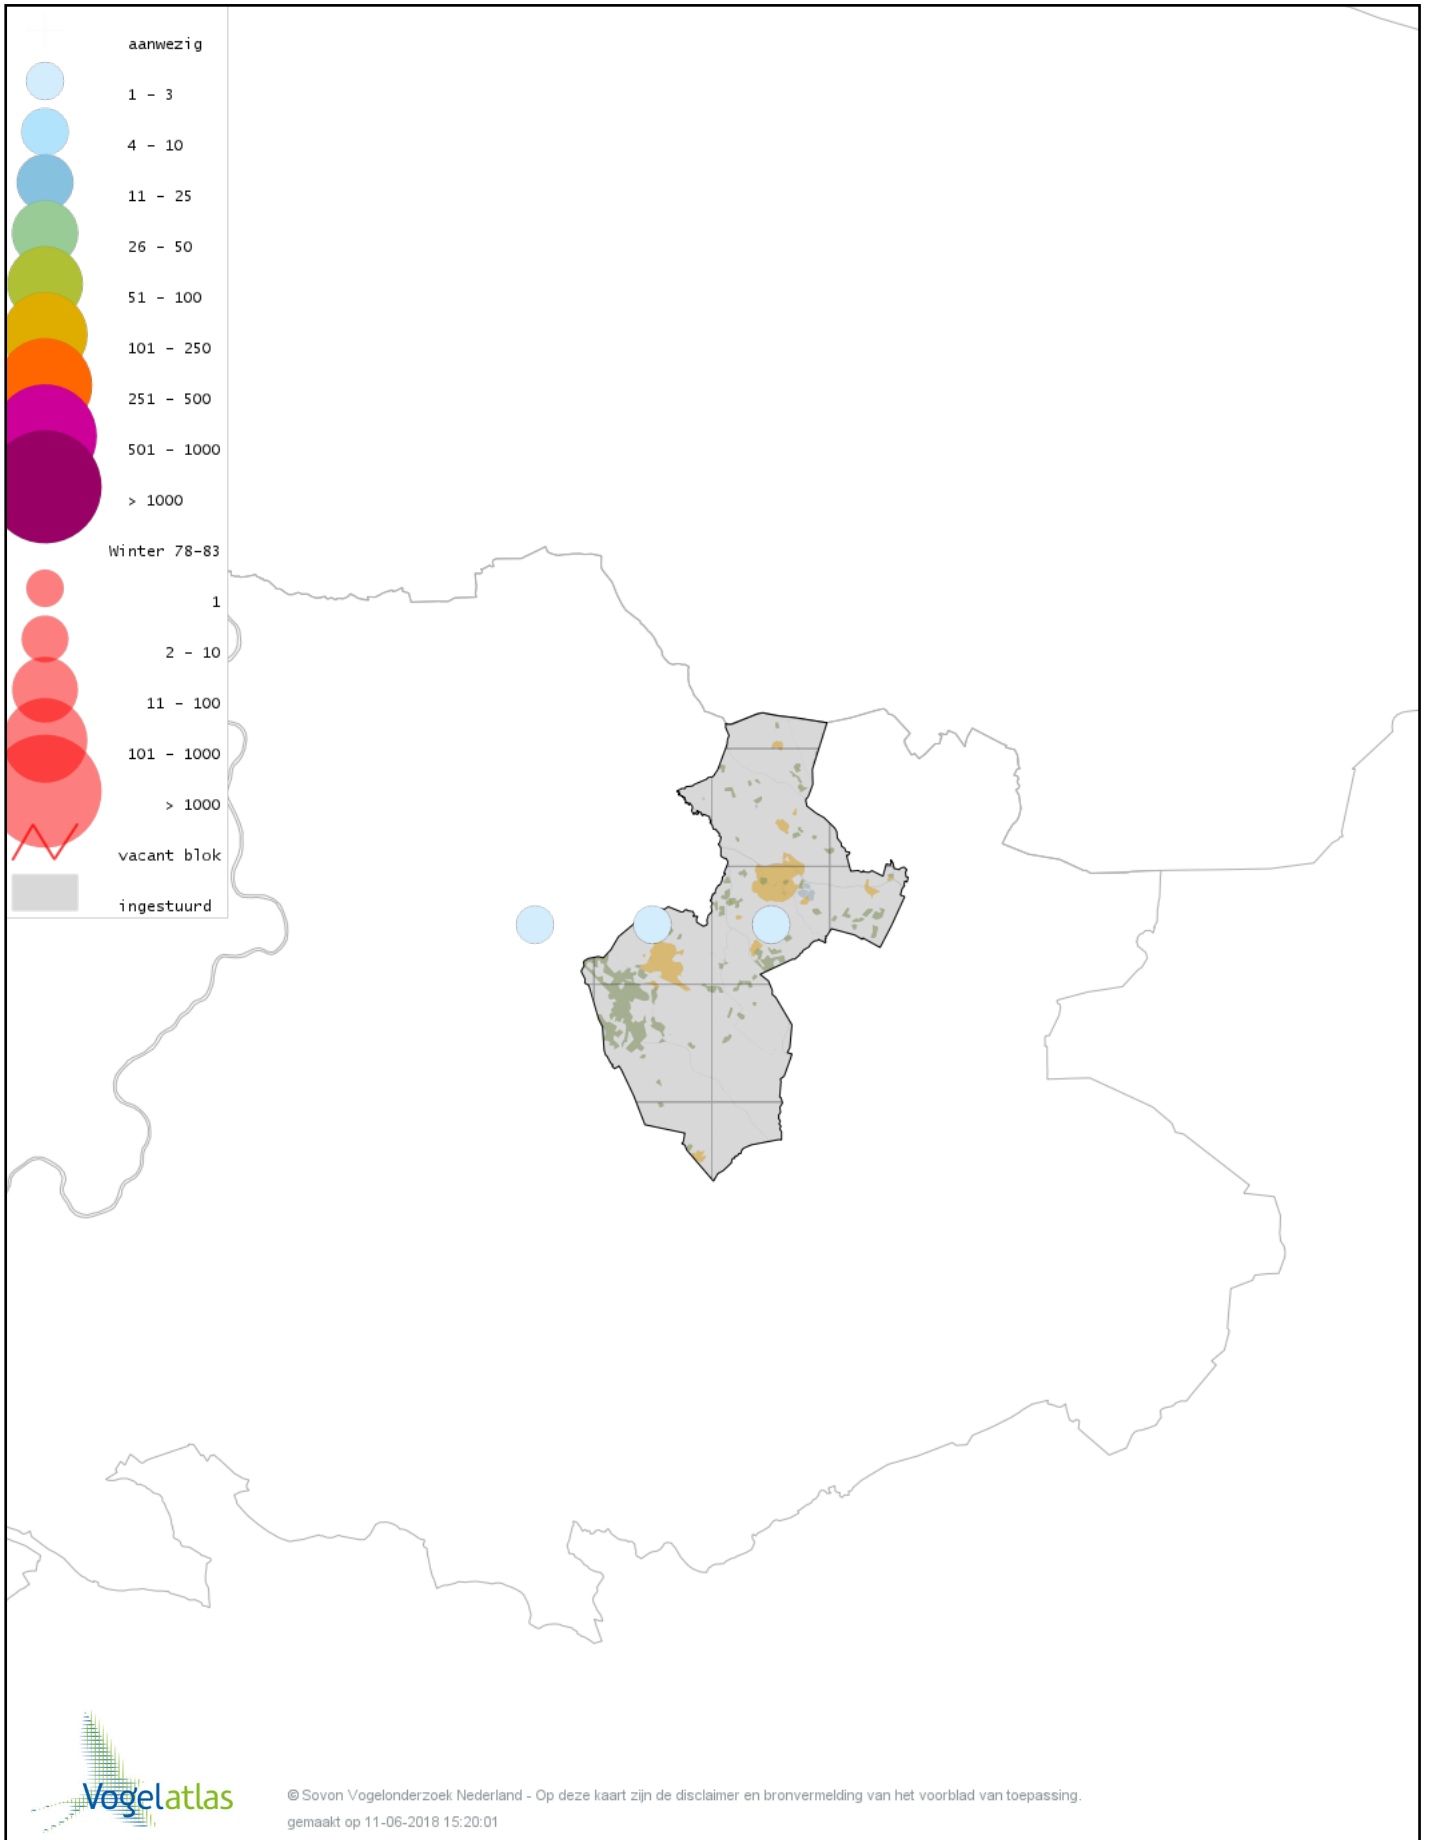 aanwezig
1 - 3
4 - 10
11 - 25
26 - 50
51 - 100
101 - 250
251 - 500
501 - 1000
> 1000
Winter 78-83
1
2 - 10
11 - 100
101 - 1000
> 1000
vacant blok
ingestuurd
Vogelatlas
© Sovon Vogelonderzoek Nederland - Op deze kaart zijn de disclaimer en bronvermelding van het voorblad van toepassing.
gemaakt op 11-06-2018 15:20:01